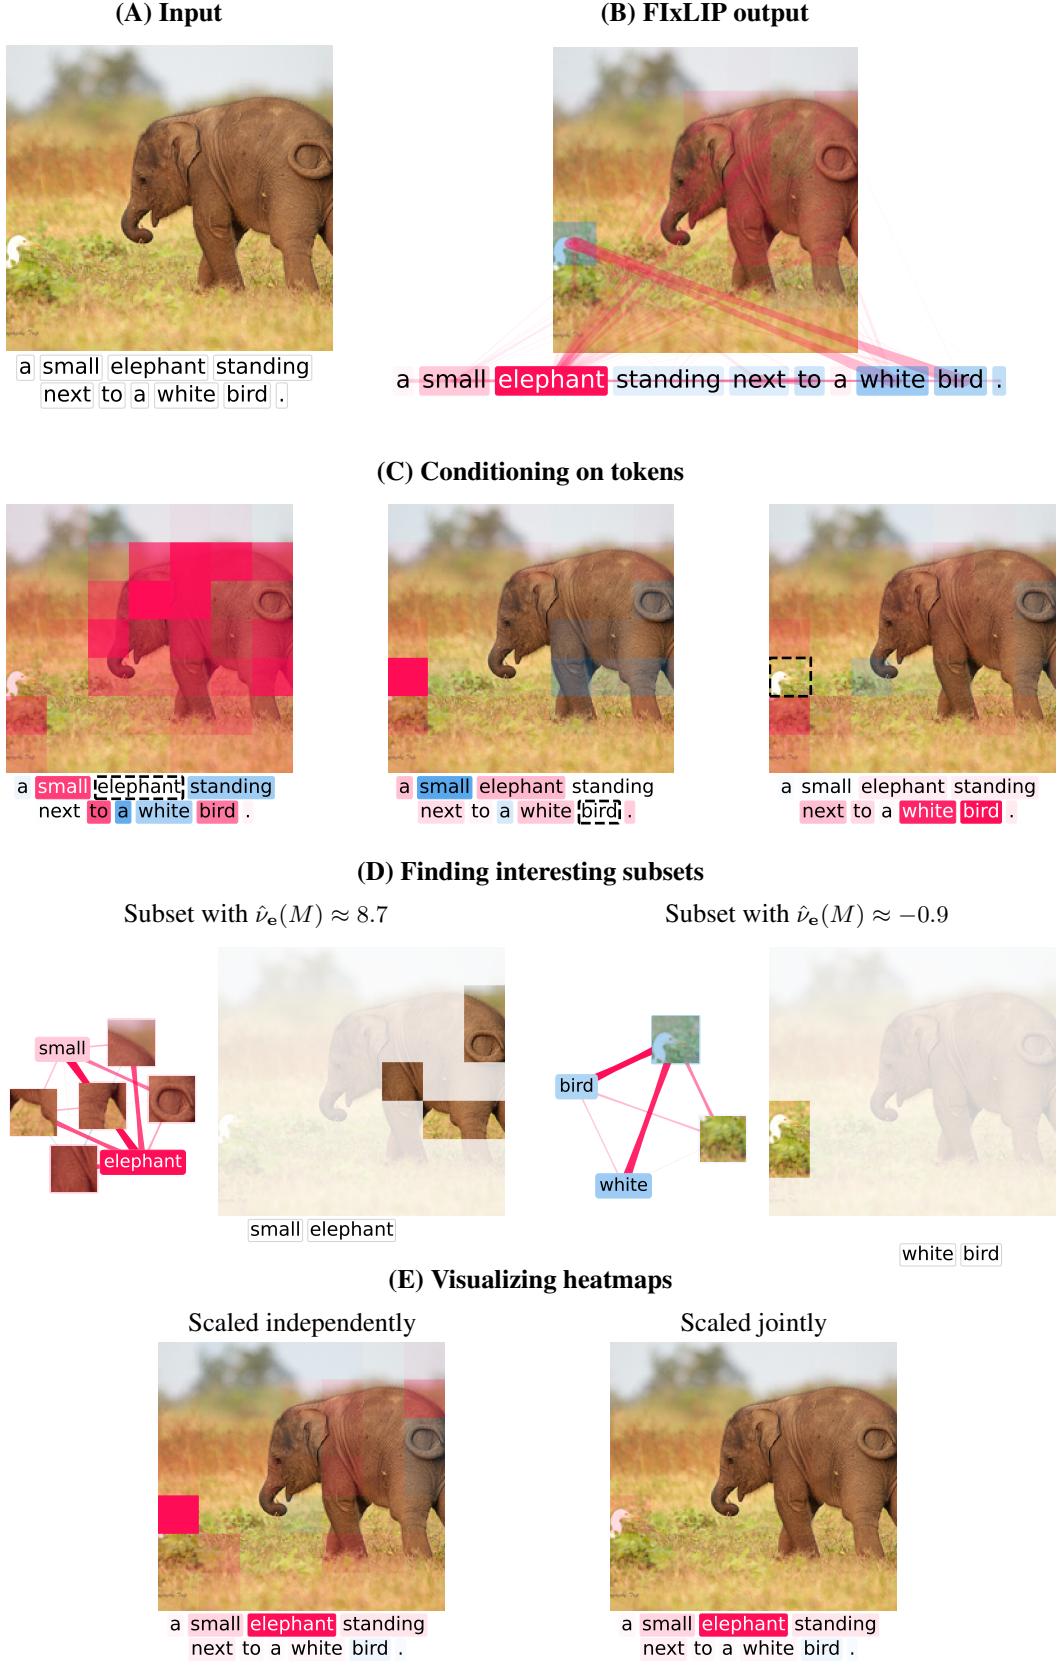 (A) Input
(B) FIxLIP output
a small elephant standing
next to a white bird .
a small elephant standing next to a white bird .
(C) Conditioning on tokens
a small elephant standing
next to a white bird .
a small elephant standing
next to a white bird .
a small elephant standing
next to a white bird .
(D) Finding interesting subsets
Subset with ν̂ₑ(M) ≈ 8.7
Subset with ν̂ₑ(M) ≈ −0.9
small
elephant
small elephant
bird
white
white bird
(E) Visualizing heatmaps
Scaled independently
Scaled jointly
a small elephant standing
next to a white bird .
a small elephant standing
next to a white bird .